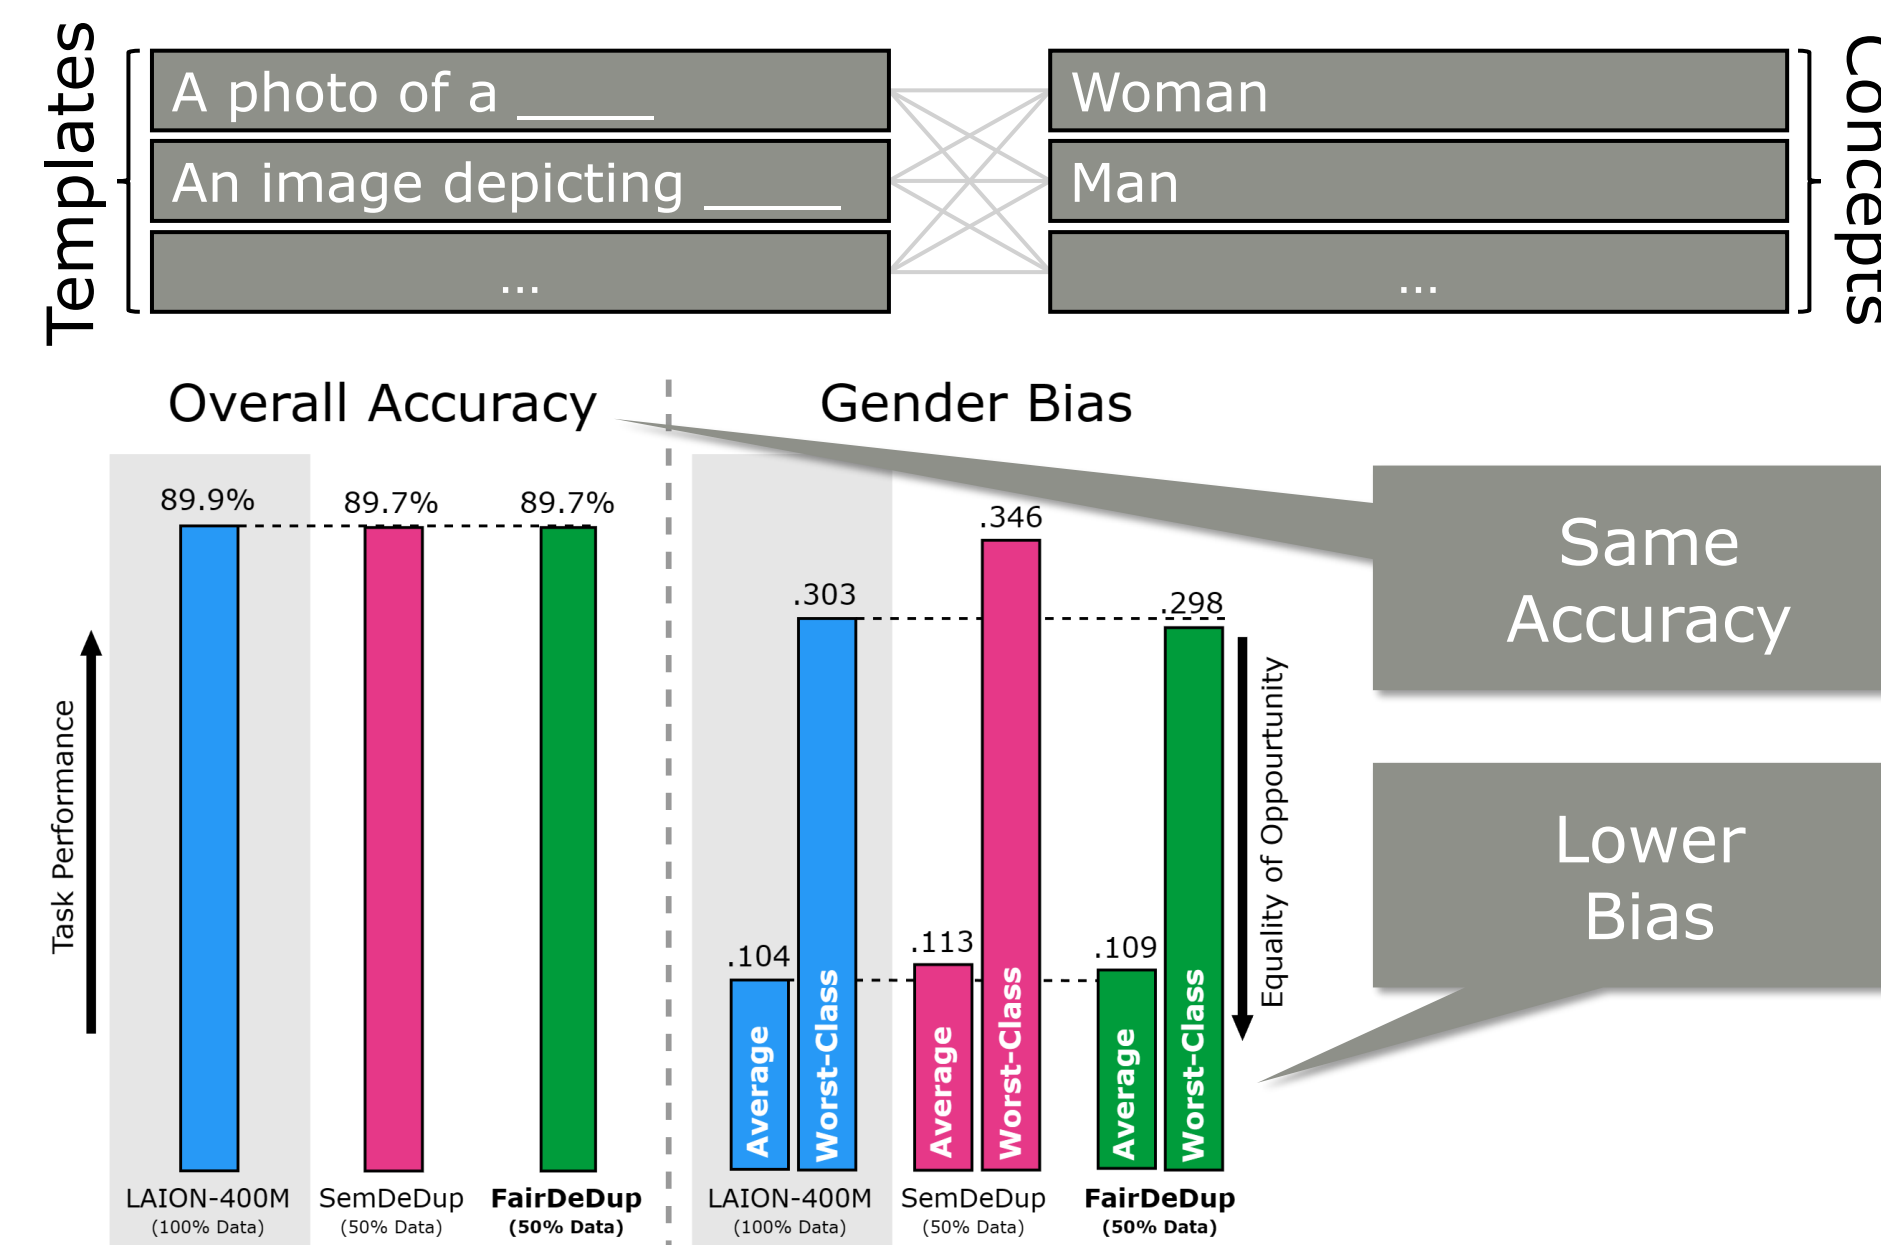 Templates
A photo of a _____
An image depicting _____
...
Woman
Man
...
Concepts
Overall Accuracy
Gender Bias
89.9%
89.7%
89.7%
Task Performance
LAION-400M
(100% Data)
SemDeDup
(50% Data)
FairDeDup
(50% Data)
.104
.303
.113
.346
.109
.298
Average
Worst-Class
Average
Worst-Class
Average
Worst-Class
Equality of Oppourtunity
LAION-400M
(100% Data)
SemDeDup
(50% Data)
FairDeDup
(50% Data)
Same
Accuracy
Lower
Bias